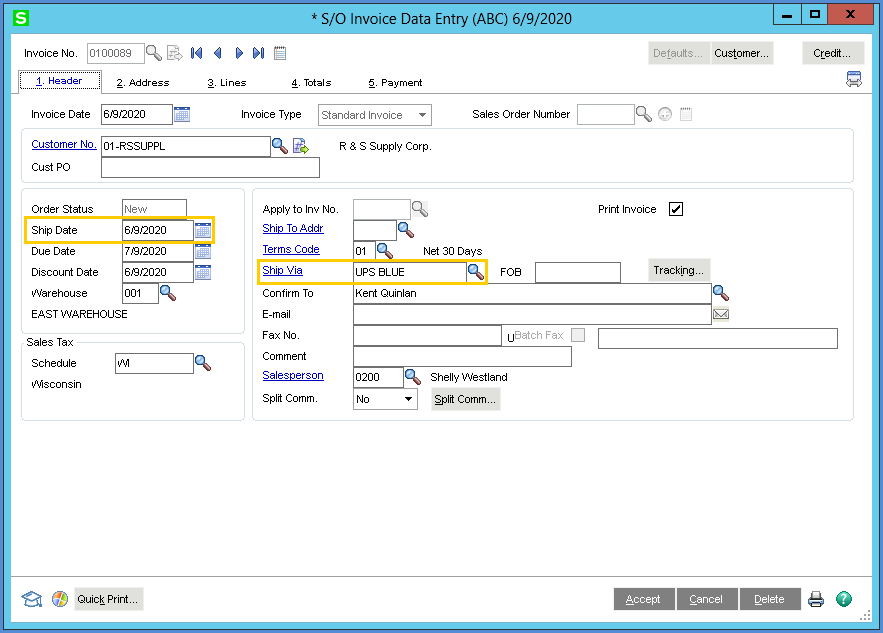 S
* S/O Invoice Data Entry (ABC) 6/9/2020
X
Invoice No. 0100089 Defaults... Customer... Credit...
1. Header 2. Address 3. Lines 4. Totals 5. Payment
Invoice Date 6/9/2020 Invoice Type Standard Invoice Sales Order Number
Customer No. 01-RSSUPPL R & S Supply Corp.
Cust PO
Order Status New
Ship Date 6/9/2020
Due Date 7/9/2020
Discount Date 6/9/2020
Warehouse 001
EAST WAREHOUSE
Sales Tax
Schedule WI
Wisconsin
Apply to Inv No. Print Invoice
Ship To Addr
Terms Code 01 Net 30 Days
Ship Via UPS BLUE FOB Tracking...
Confirm To Kent Quinlan
E-mail
Fax No. Batch Fax
Comment
Salesperson 0200 Shelly Westland
Split Comm. No Split Comm...
Quick Print... Accept Cancel Delete ?